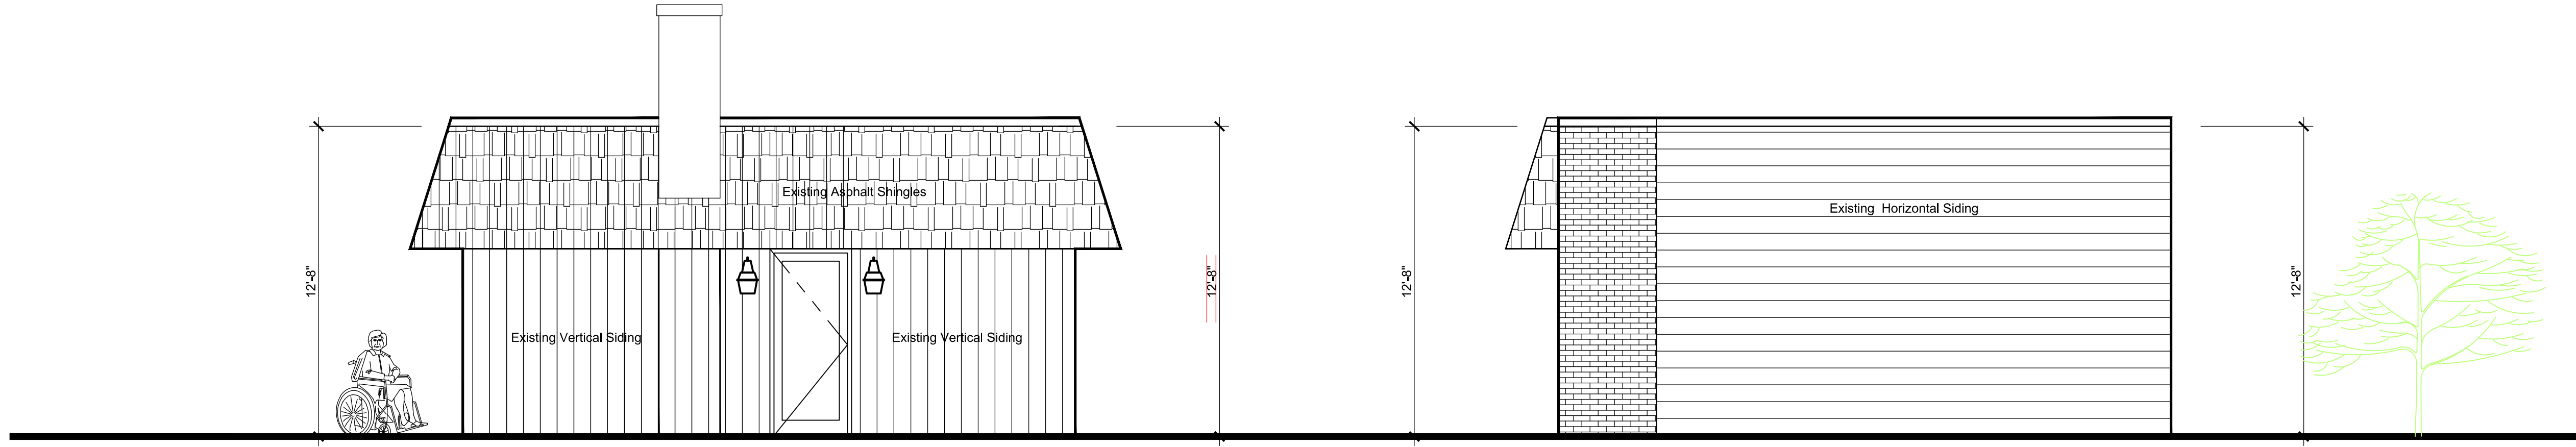 Existing Asphalt Shingles
Existing Horizontal Siding
12'-8"
12'-8"
12'-8"
12'-8"
Existing Vertical Siding
Existing Vertical Siding